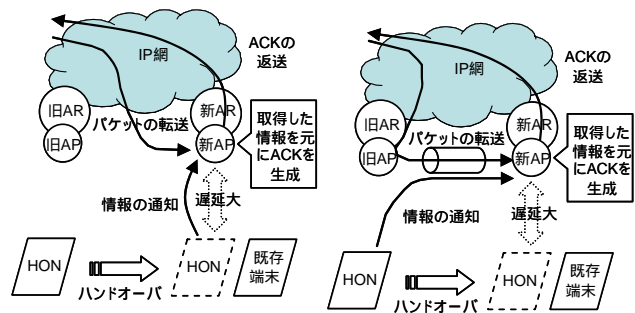 IP網
ACKの
返送
旧AR
旧AP
パケットの転送
新AR
新AP
取得した
情報を元
にACKを
生成
情報の通知
遅延大
HON
ハンドオーバ
HON
既存
端末
IP網
ACKの
返送
旧AR
旧AP
パケットの転送
新AR
新AP
取得した
情報を元
にACKを
生成
情報の通知
遅延大
HON
ハンドオーバ
HON
既存
端末